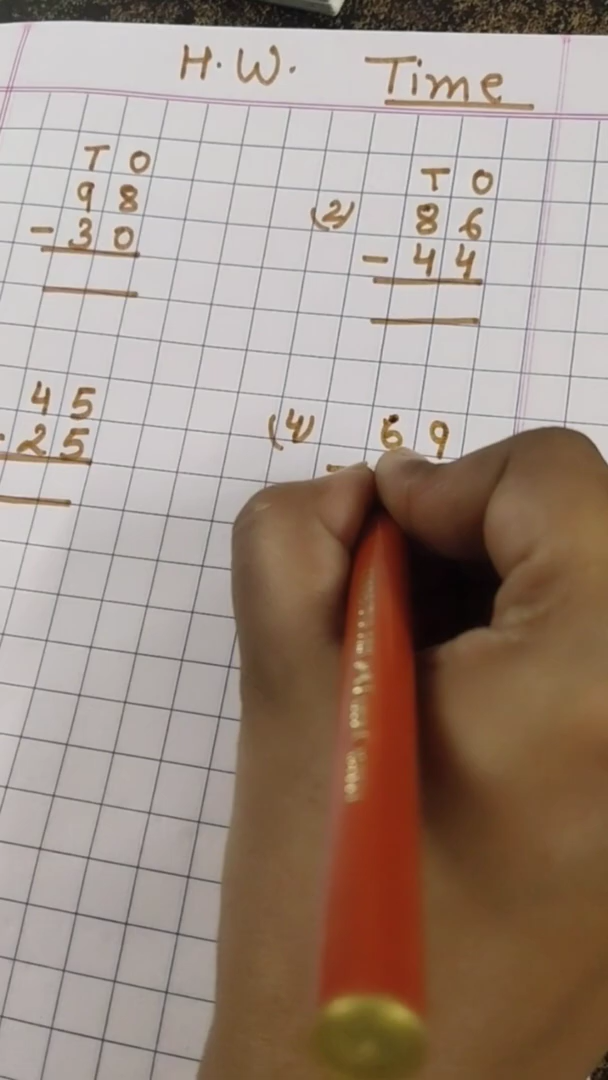 H.W. Time
T O
9 8
- 3 0
T O
(2) 8 6
- 4 4
4 5
- 2 5
(4) 6 9
-